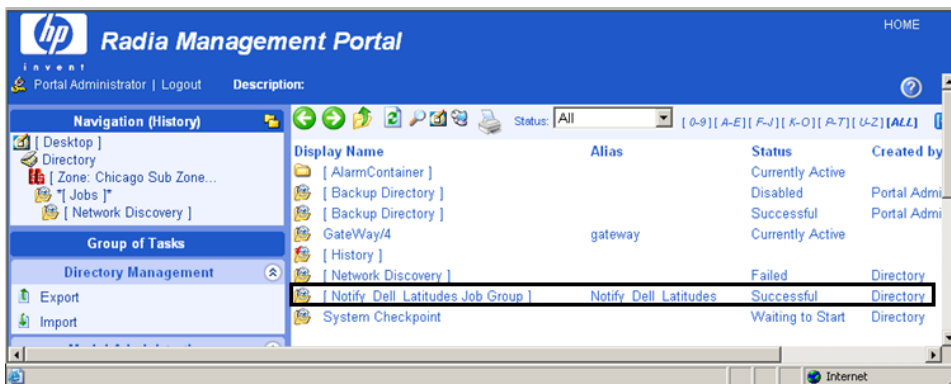 hp
invent
Radia Management Portal
HOME
Portal Administrator | Logout
Description:
Navigation (History)
[ Desktop ]
Directory
[ Zone: Chicago Sub Zone...
*[ Jobs ]*
[ Network Discovery ]
Group of Tasks
Directory Management
Export
Import
Status: All
[ 0-9][ A-E][ F-J][ K-O][ P-T][ U-Z][ALL]
Display Name Alias Status Created by
[ AlarmContainer ] Currently Active
[ Backup Directory ] Disabled Portal Admi
[ Backup Directory ] Successful Portal Admi
GateWay/4 gateway Currently Active
[ History ]
[ Network Discovery ] Failed Directory
[ Notify_Dell_Latitudes Job Group ] Notify_Dell_Latitudes Successful Directory
System Checkpoint Waiting to Start Directory
Internet